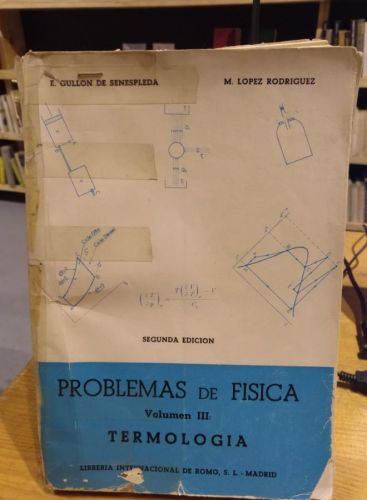 E. GULLON DE SENESPLEDA
M. LOPEZ RODRIGUEZ
SEGUNDA EDICION
PROBLEMAS DE FISICA
Volumen III:
TERMOLOGIA
LIBRERIA INTERNACIONAL DE ROMO, S. L. - MADRID